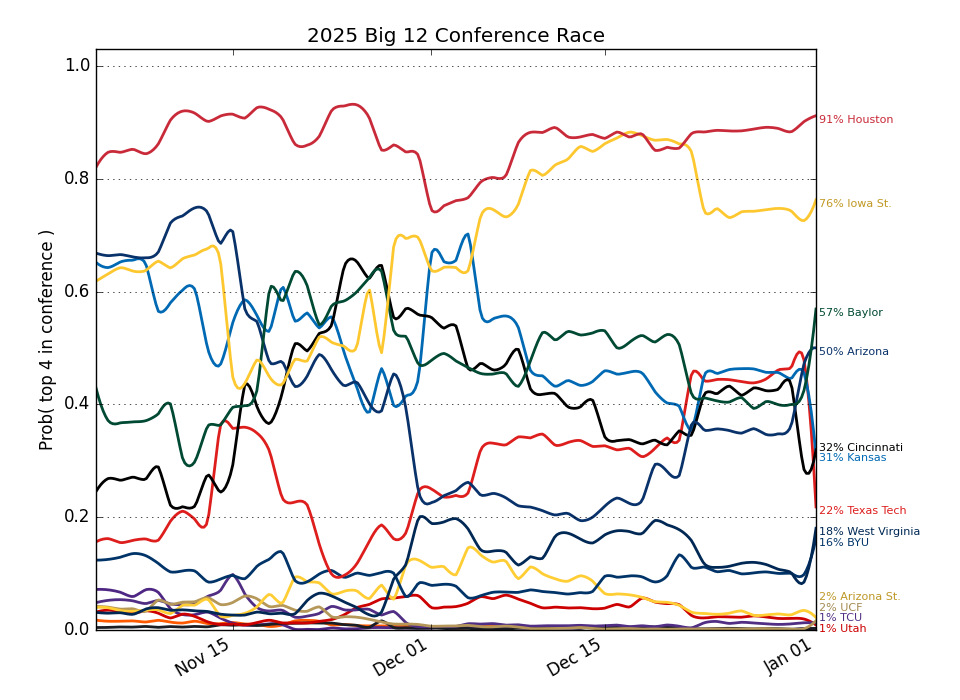 2025 Big 12 Conference Race
Prob( top 4 in conference )
1.0
0.8
0.6
0.4
0.2
0.0
Nov 15
Dec 01
Dec 15
Jan 01
91% Houston
76% Iowa St.
57% Baylor
50% Arizona
32% Cincinnati
31% Kansas
22% Texas Tech
18% West Virginia
16% BYU
2% Arizona St.
2% UCF
1% TCU
1% Utah